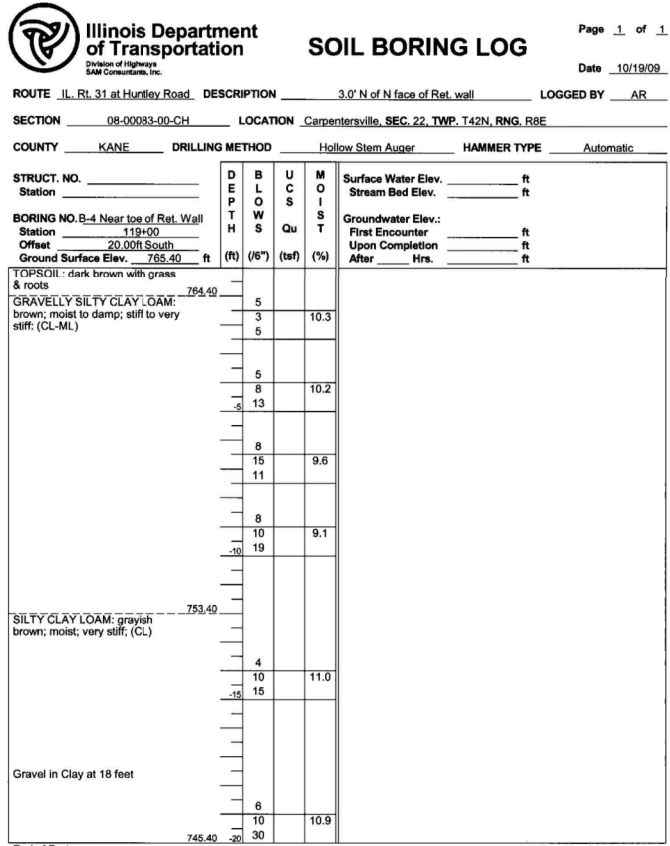 Illinois Department
of Transportation
Division of Highways
SAM Consultants, Inc.
SOIL BORING LOG
Page 1 of 1
Date 10/19/09
ROUTE IL. Rt. 31 at Huntley Road DESCRIPTION 3.0' N of N face of Ret. wall LOGGED BY AR
SECTION 08-00083-00-CH LOCATION Carpentersville, SEC. 22, TWP. T42N, RNG. R8E
COUNTY KANE DRILLING METHOD Hollow Stem Auger HAMMER TYPE Automatic
STRUCT. NO.
Station
BORING NO. B-4 Near toe of Ret. Wall
Station 119+00
Offset 20.00ft South
Ground Surface Elev. 765.40 ft
DEPTH (ft)
BLOWS (/6")
UCS Qu (tsf)
MOIST (%)
Surface Water Elev. ft
Stream Bed Elev. ft
Groundwater Elev.:
First Encounter ft
Upon Completion ft
After Hrs. ft
TOPSOIL: dark brown with grass
& roots 764.40
GRAVELLY SILTY CLAY LOAM: 5
brown; moist to damp; stiff to very 3 10.3
stiff: (CL-ML) 5
5
8 10.2
-5 13
8
15 9.6
11
8
10 9.1
-10 19
753.40
SILTY CLAY LOAM: grayish
brown; moist; very stiff; (CL)
4
10 11.0
-15 15
Gravel in Clay at 18 feet
6
10 10.9
745.40 -20 30